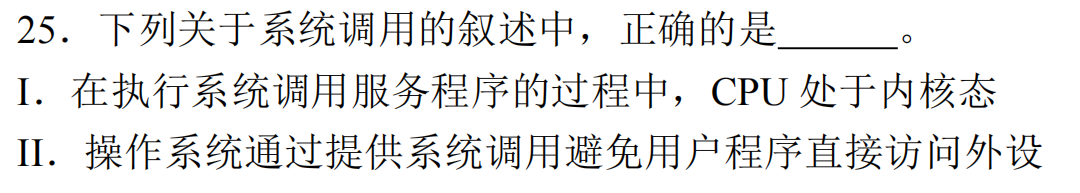 25．下列关于系统调用的叙述中，正确的是______。
I．在执行系统调用服务程序的过程中，CPU 处于内核态
II．操作系统通过提供系统调用避免用户程序直接访问外设